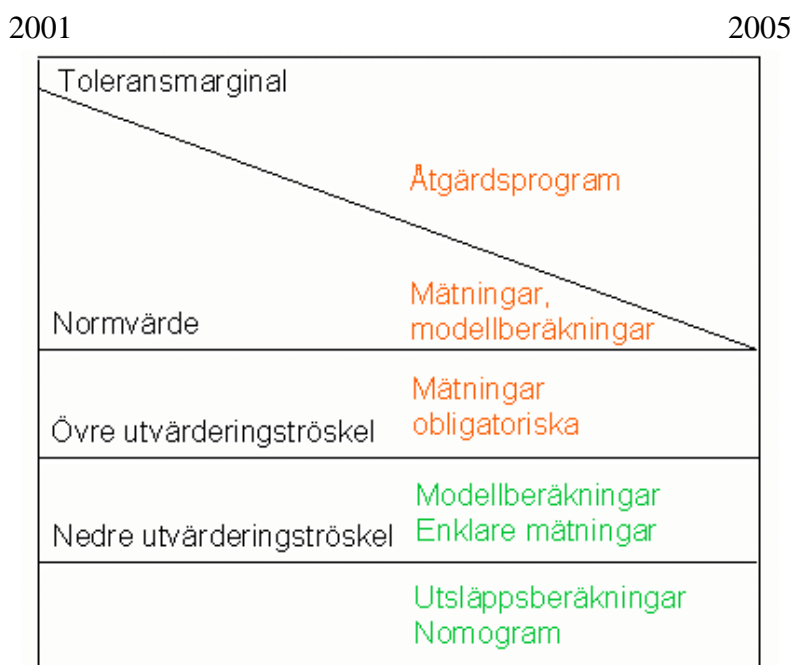 2001 2005
Toleransmarginal
Åtgärdsprogram
Mätningar,
modellberäkningar
Normvärde
Mätningar
obligatoriska
Övre utvärderingströskel
Modellberäkningar
Enklare mätningar
Nedre utvärderingströskel
Utsläppsberäkningar
Nomogram